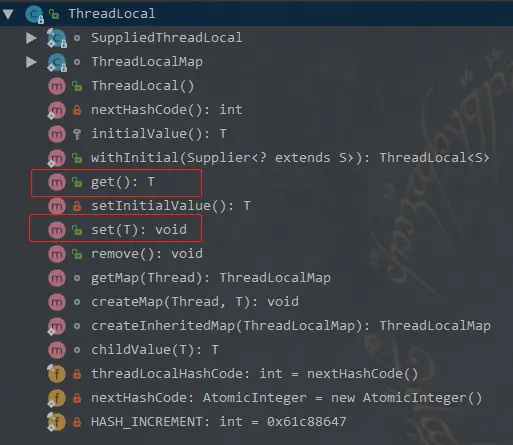 ThreadLocal
SuppliedThreadLocal
ThreadLocalMap
ThreadLocal()
nextHashCode(): int
initialValue(): T
withInitial(Supplier<? extends S>): ThreadLocal<S>
get(): T
setInitialValue(): T
set(T): void
remove(): void
getMap(Thread): ThreadLocalMap
createMap(Thread, T): void
createInheritedMap(ThreadLocalMap): ThreadLocalMap
childValue(T): T
threadLocalHashCode: int = nextHashCode()
nextHashCode: AtomicInteger = new AtomicInteger()
HASH_INCREMENT: int = 0x61c88647